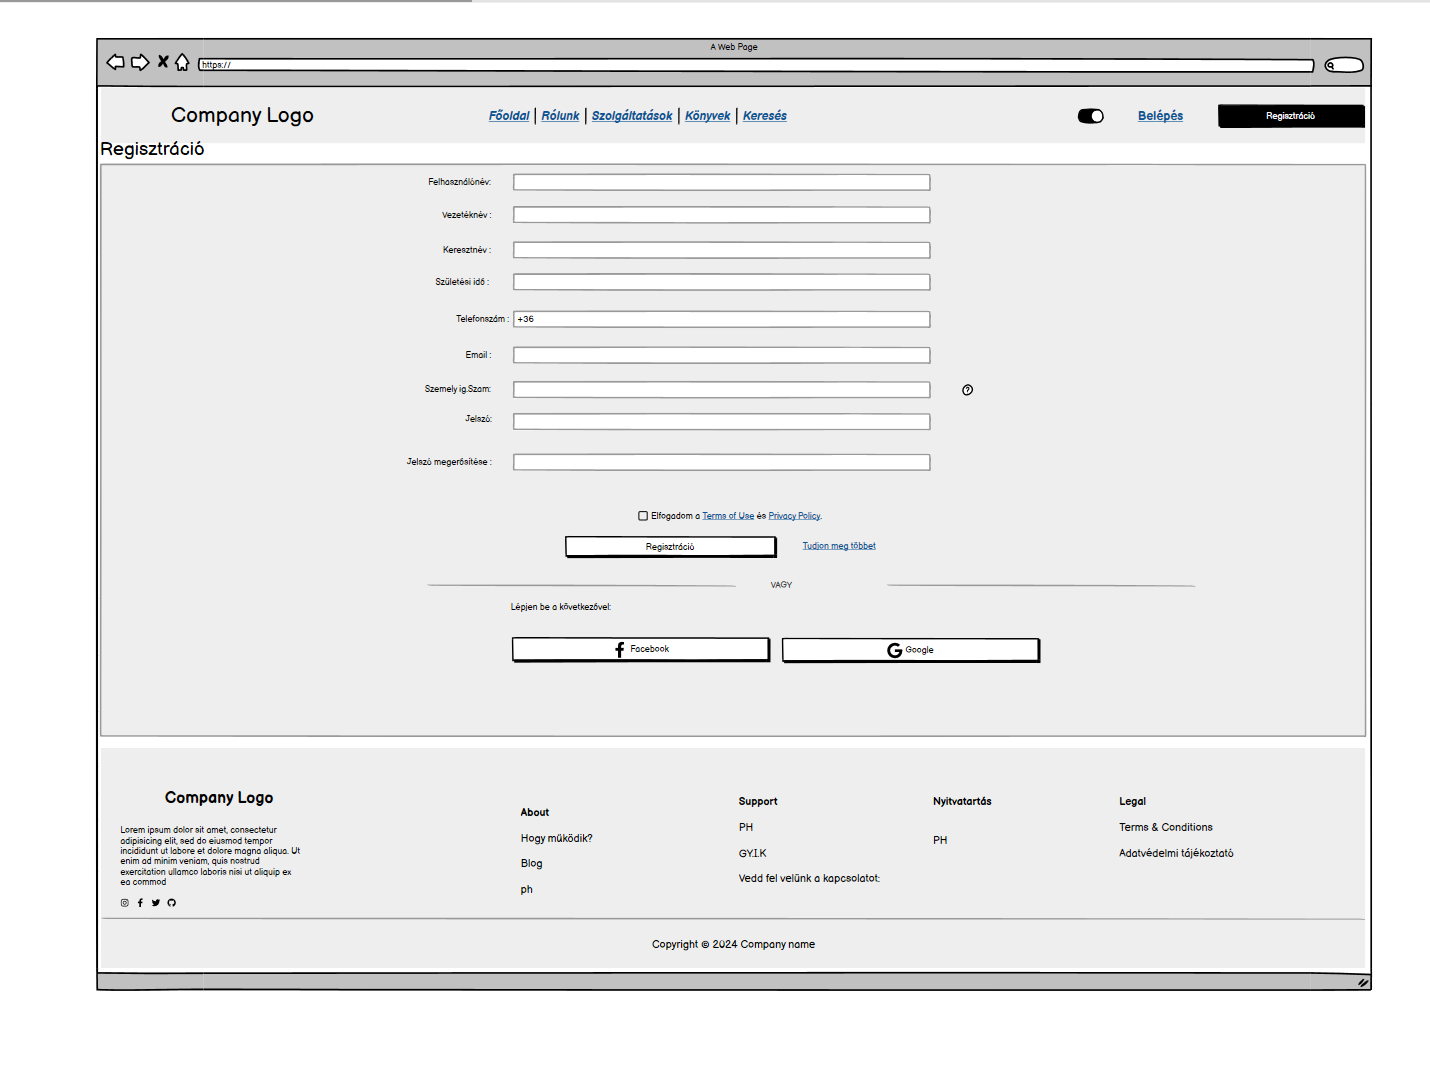 A Web Page
https://
Company Logo
Főoldal | Rólunk | Szolgáltatások | Könyvek | Keresés
Belépés
Regisztráció
Regisztráció
Felhasználónév:
Vezetéknév :
Keresztnév :
Születési idő :
Telefonszám : +36
Email :
Szemely ig.Szam:
?
Jelszó:
Jelszó megerősítése :
Elfogadom a Terms of Use és Privacy Policy.
Regisztráció
Tudjon meg többet
VAGY
Lépjen be a következővel:
Facebook
Google
Company Logo
Lorem ipsum dolor sit amet, consectetur
adipisicing elit, sed do eiusmod tempor
incididunt ut labore et dolore magna aliqua. Ut
enim ad minim veniam, quis nostrud
exercitation ullamco laboris nisi ut aliquip ex
ea commod
About
Hogy működik?
Blog
ph
Support
PH
GY.I.K
Vedd fel velünk a kapcsolatot:
Nyitvatartás
PH
Legal
Terms & Conditions
Adatvédelmi tájékoztató
Copyright © 2024 Company name